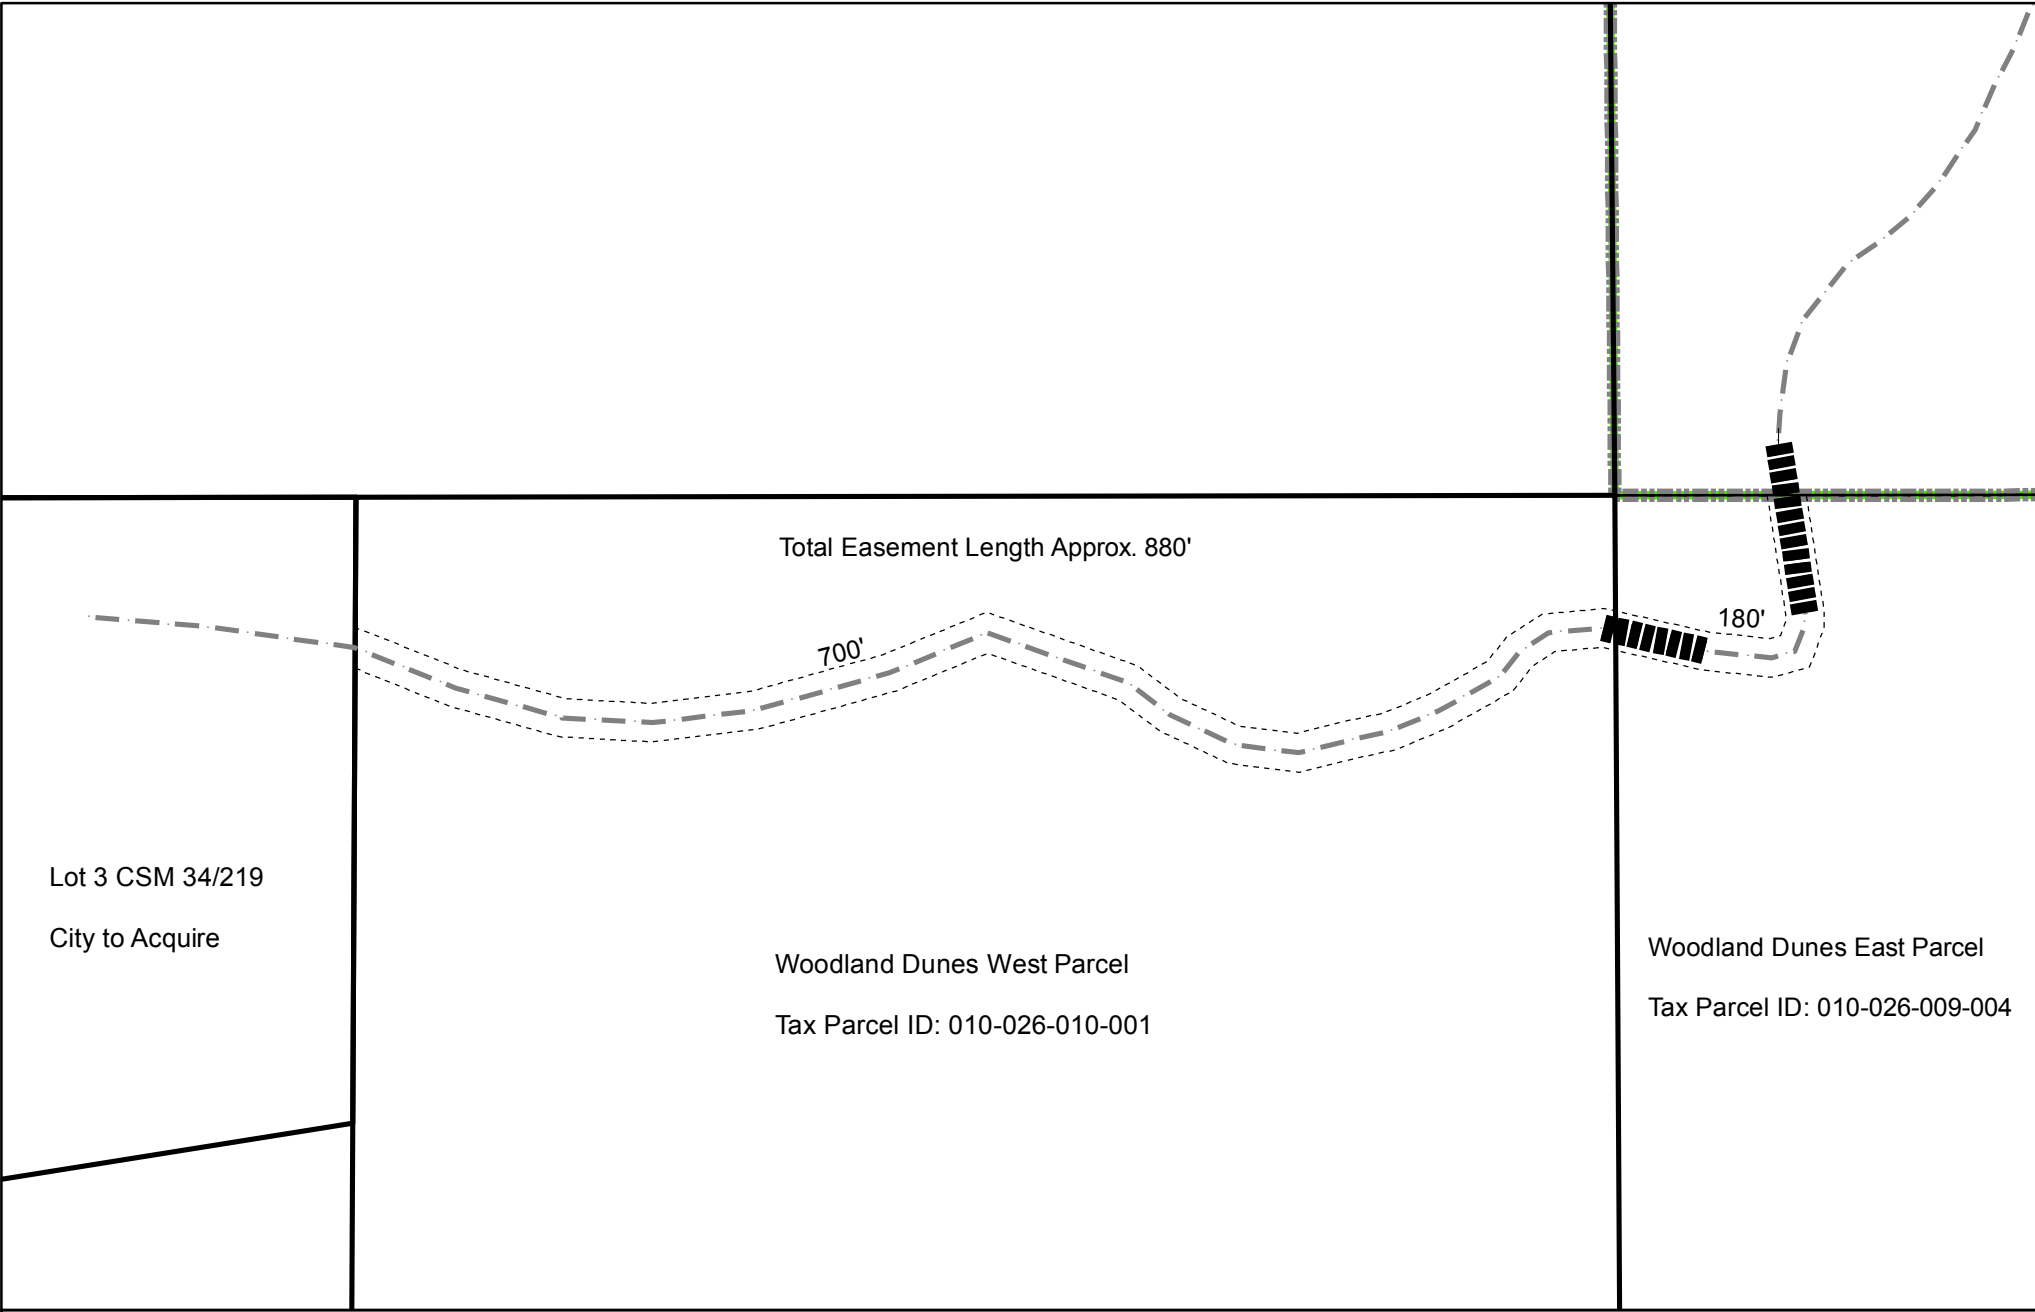 Total Easement Length Approx. 880'
700'
180'
Lot 3 CSM 34/219
City to Acquire
Woodland Dunes West Parcel
Tax Parcel ID: 010-026-010-001
Woodland Dunes East Parcel
Tax Parcel ID: 010-026-009-004